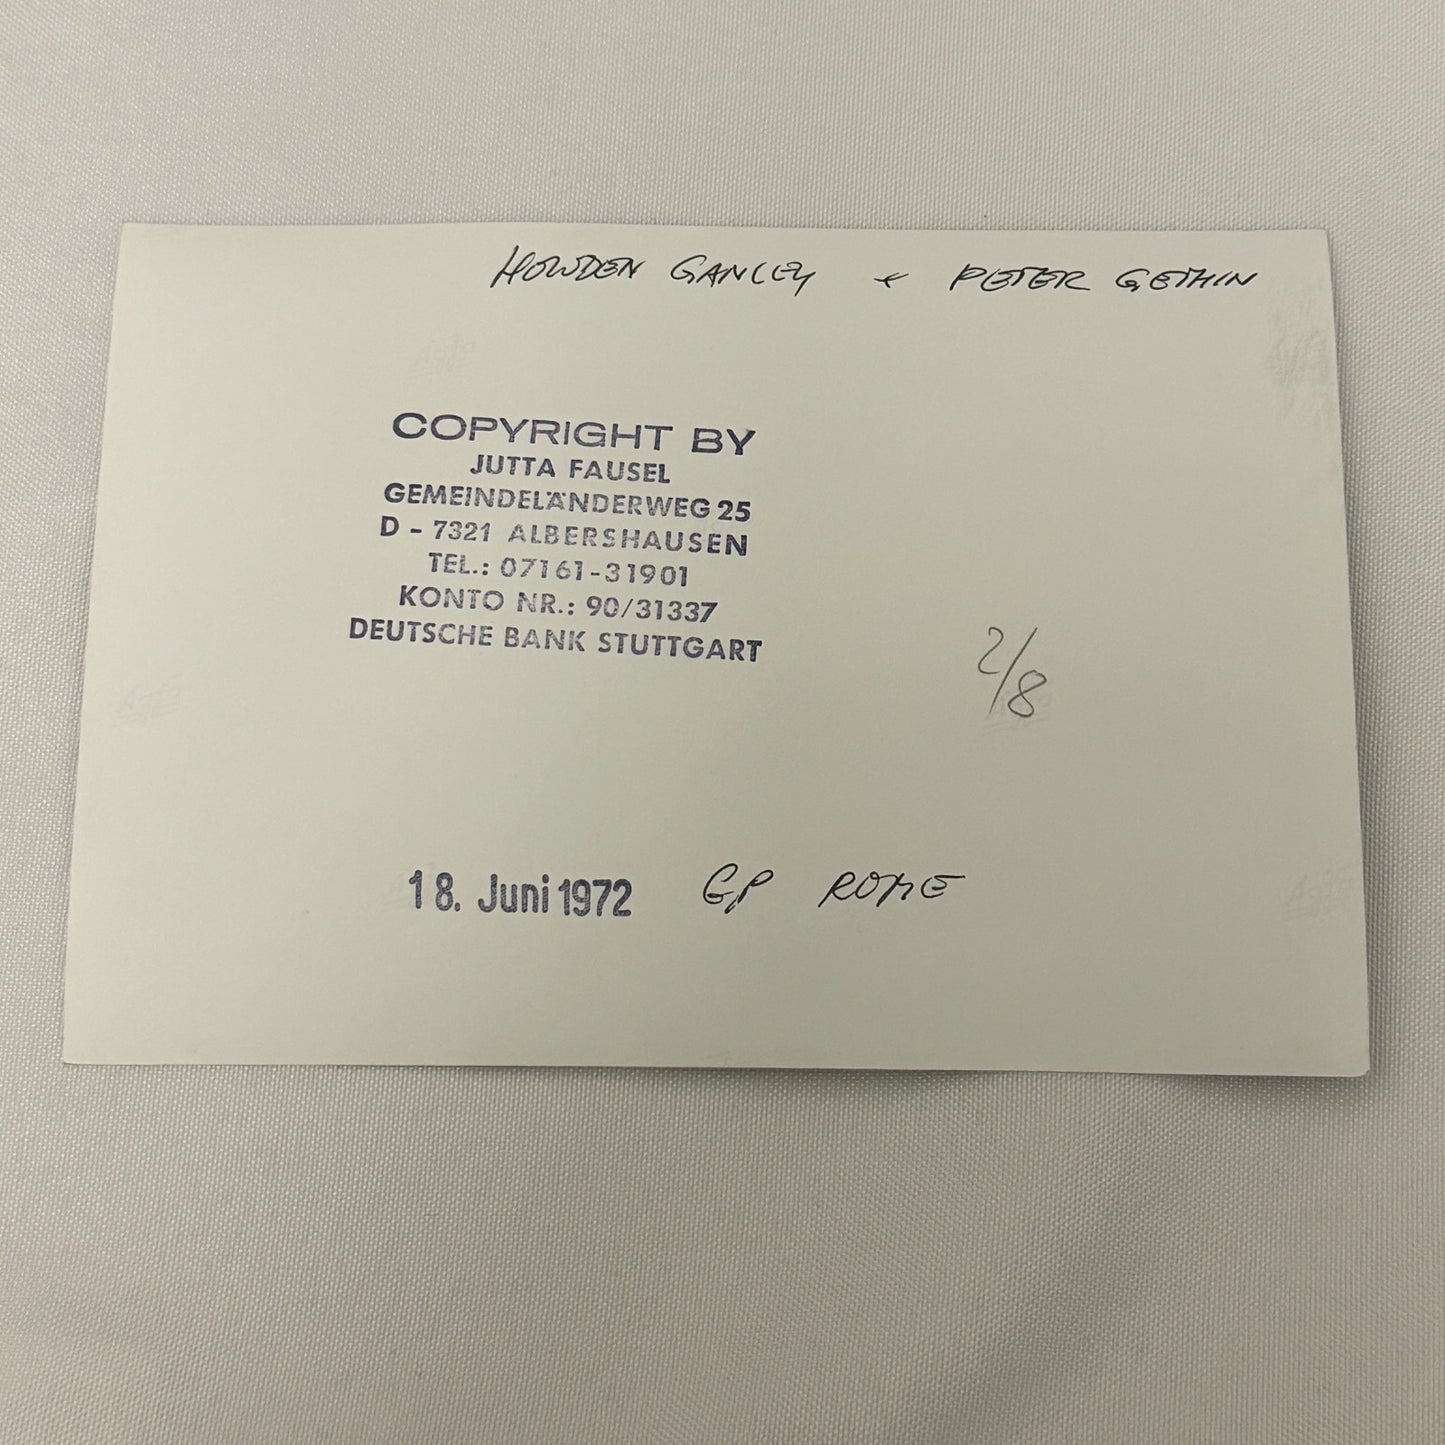 HOWDEN GANLEY + PETER GETHIN
COPYRIGHT BY
JUTTA FAUSEL
GEMEINDELÄNDERWEG 25
D - 7321 ALBERSHAUSEN
TEL.: 07161-31901
KONTO NR.: 90/31337
DEUTSCHE BANK STUTTGART
2/8
18. Juni 1972 GP ROME